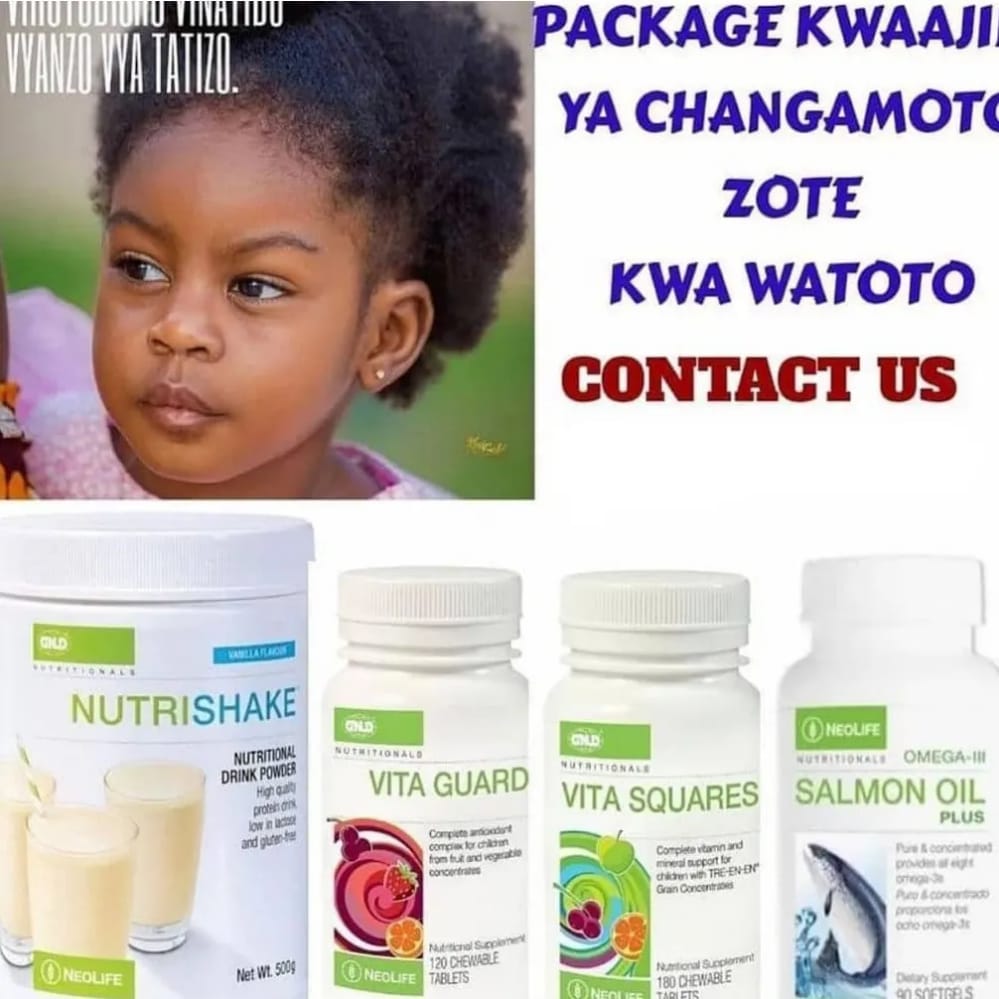 VYANZO VYA TATIZO.
PACKAGE KWAAJI
YA CHANGAMOTO
ZOTE
KWA WATOTO
CONTACT US
GNLD
NUTRITIONALS
VANILLA FLAVOUR
NUTRISHAKE
NUTRITIONAL
DRINK POWDER
High quality
protein drink,
low in lactose
and gluten-free
NEOLIFE
Net Wt. 500g
GNLD
NUTRITIONALS
VITA GUARD
Complete antioxidant
complex for children
from fruit and vegetable
concentrates
Nutritional Supplement
120 CHEWABLE
TABLETS
NEOLIFE
GNLD
NUTRITIONALS
VITA SQUARES
Complete vitamin and
mineral support for
children with TRE-EN-EN
Grain Concentrates
Nutritional Supplement
180 CHEWABLE
TABLETS
NEOLIFE
NEOLIFE
NUTRITIONALS
OMEGA-III
SALMON OIL
PLUS
Pure & concentrated
provides all eight
omega-3s
Puro & concentrado
proporciona los
ocho omega-3s
Dietary Supplement
90 SOFTGELS